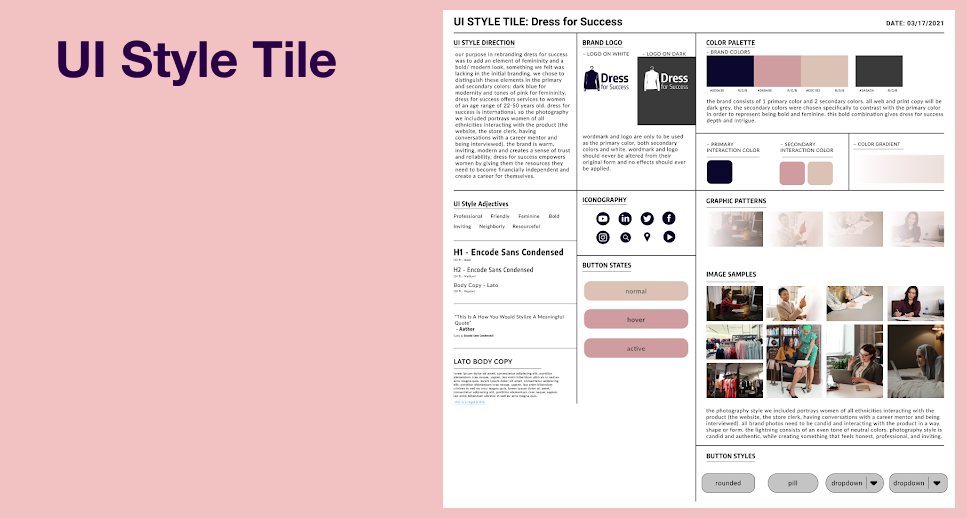 UI Style Tile
UI STYLE TILE: Dress for Success
DATE: 03/17/2021
UI STYLE DIRECTION
our purpose in rebranding dress for success
was to add an element of femininity and a
bold/ modern look, something we felt was
lacking in the initial branding. we chose to
distinguish these elements in the primary
and secondary colors: dark blue for
modernity and tones of pink for femininity.
dress for success offers services to women
of an age range of 22-50 years old. dress for
success is international, so the photography
we included portrays women of all
ethnicities interacting with the product (the
website, the store clerk, having
conversations with a career mentor and
being interviewed). the brand is warm,
inviting, modern and creates a sense of trust
and reliability. dress for success empowers
women by giving them the resources they
need to become financially independent and
create a career for themselves.
UI Style Adjectives
Professional Friendly Feminine Bold
Inviting Neighborly Resourceful
H1 - Encode Sans Condensed
H2 - Encode Sans Condensed
Body Copy - Lato
"This Is A How You Would Stylize A Meaningful
Quote"
- Author
LATO BODY COPY
BRAND LOGO
- LOGO ON WHITE
- LOGO ON DARK
Dress
for Success
Dress
for Success
wordmark and logo are only to be used
as the primary color, both secondary
colors and white. wordmark and logo
should never be altered from their
original form and no effects should ever
be applied.
ICONOGRAPHY
BUTTON STATES
normal
hover
active
COLOR PALETTE
- BRAND COLORS
the brand consists of 1 primary color and 2 secondary colors. all web and print copy will be
dark grey. the secondary colors were chosen specifically to contrast with the primary color
in order to represent being bold and feminine. this bold combination gives dress for success
depth and intrigue.
- PRIMARY
INTERACTION COLOR
- SECONDARY
INTERACTION COLOR
- COLOR GRADIENT
GRAPHIC PATTERNS
IMAGE SAMPLES
the photography style we included portrays women of all ethnicities interacting with the
product (the website, the store clerk, having conversations with a career mentor and being
interviewed). all brand photos need to be candid and interacting with the product in a way,
shape or form. the lightning consists of an even tone of neutral colors. photography style is
candid and authentic, while creating something that feels honest, professional, and inviting.
BUTTON STYLES
rounded
pill
dropdown
dropdown